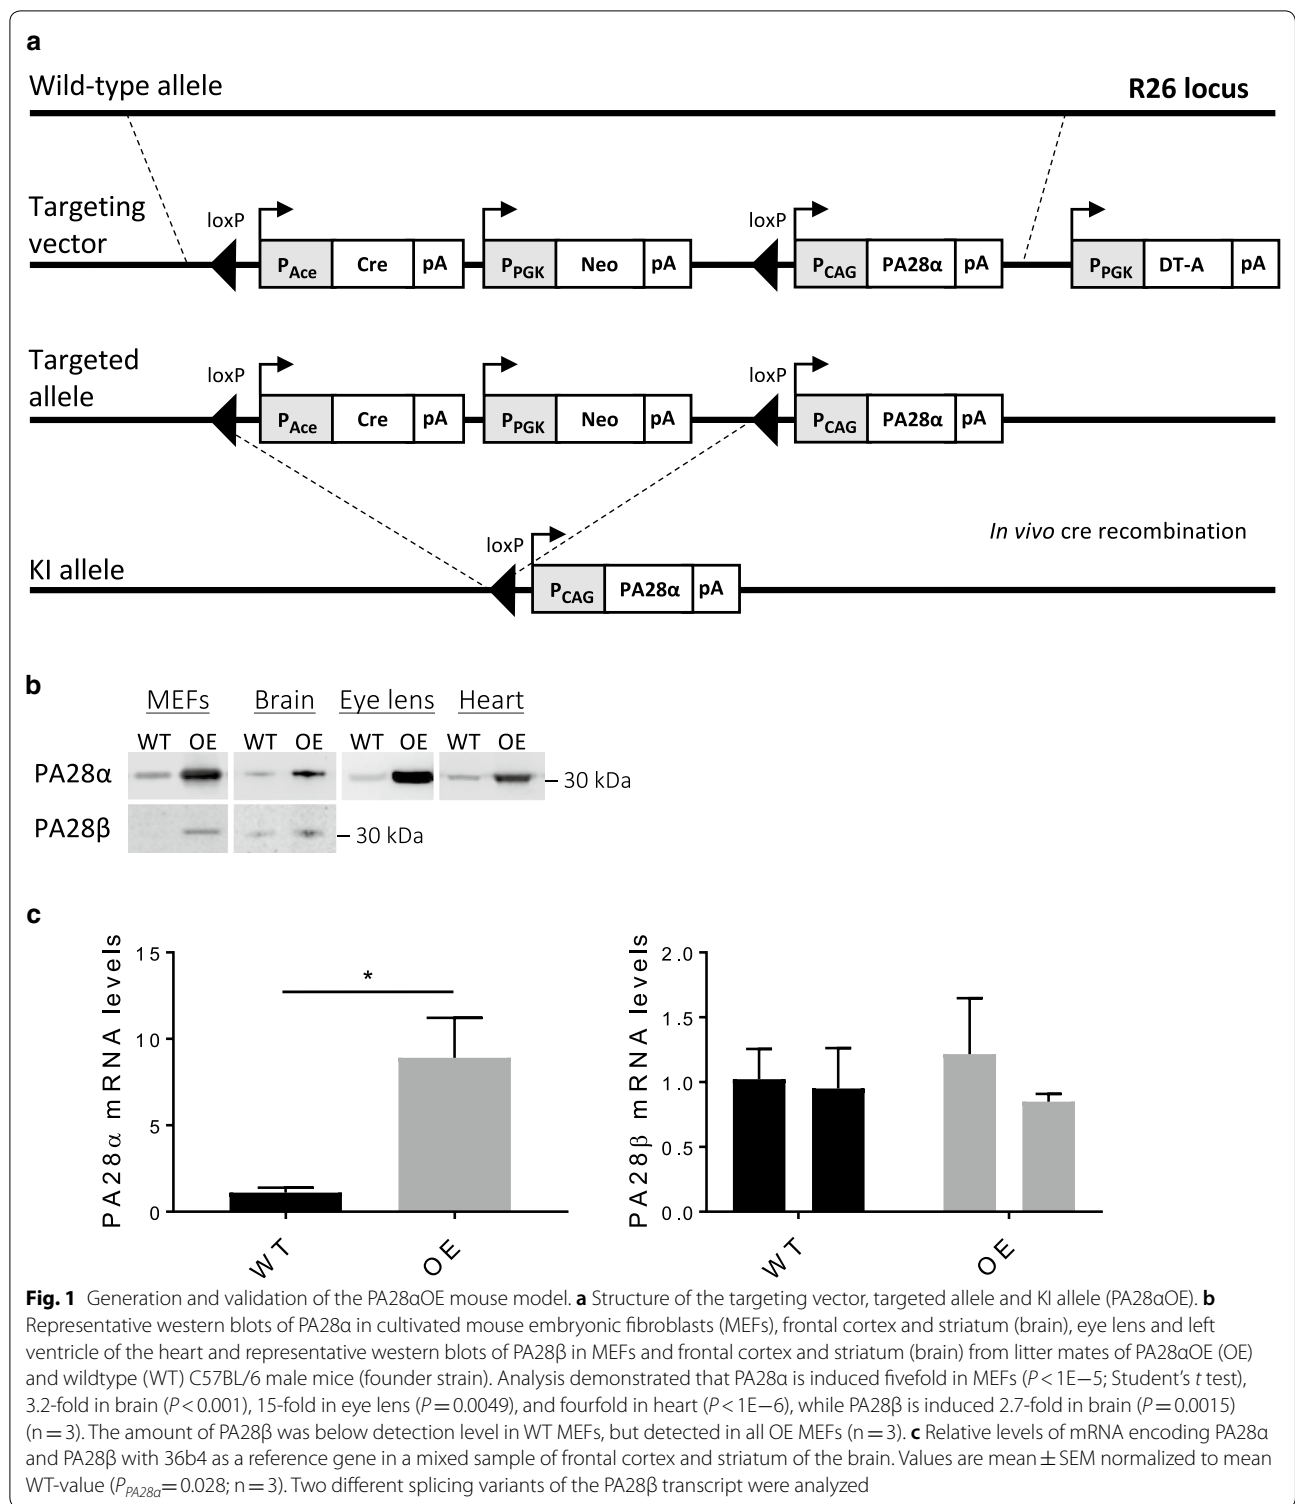 a
Wild-type allele
R26 locus
Targeting
vector
loxP
P_Ace Cre pA
P_PGK Neo pA
loxP
P_CAG PA28α pA
P_PGK DT-A pA
Targeted
allele
loxP
P_Ace Cre pA
P_PGK Neo pA
loxP
P_CAG PA28α pA
In vivo cre recombination
KI allele
loxP
P_CAG PA28α pA
b
MEFs Brain Eye lens Heart
WT OE WT OE WT OE WT OE
PA28α
30 kDa
PA28β
30 kDa
c
PA28α mRNA levels
15
10
5
0
*
WT
OE
PA28β mRNA levels
2.0
1.5
1.0
0.5
0.0
WT
OE
Fig. 1 Generation and validation of the PA28αOE mouse model. a Structure of the targeting vector, targeted allele and KI allele (PA28αOE). b
Representative western blots of PA28α in cultivated mouse embryonic fibroblasts (MEFs), frontal cortex and striatum (brain), eye lens and left
ventricle of the heart and representative western blots of PA28β in MEFs and frontal cortex and striatum (brain) from litter mates of PA28αOE (OE)
and wildtype (WT) C57BL/6 male mice (founder strain). Analysis demonstrated that PA28α is induced fivefold in MEFs (P < 1E−5; Student's t test),
3.2-fold in brain (P < 0.001), 15-fold in eye lens (P = 0.0049), and fourfold in heart (P < 1E−6), while PA28β is induced 2.7-fold in brain (P = 0.0015)
(n = 3). The amount of PA28β was below detection level in WT MEFs, but detected in all OE MEFs (n = 3). c Relative levels of mRNA encoding PA28α
and PA28β with 36b4 as a reference gene in a mixed sample of frontal cortex and striatum of the brain. Values are mean ± SEM normalized to mean
WT-value (P_PA28α = 0.028; n = 3). Two different splicing variants of the PA28β transcript were analyzed